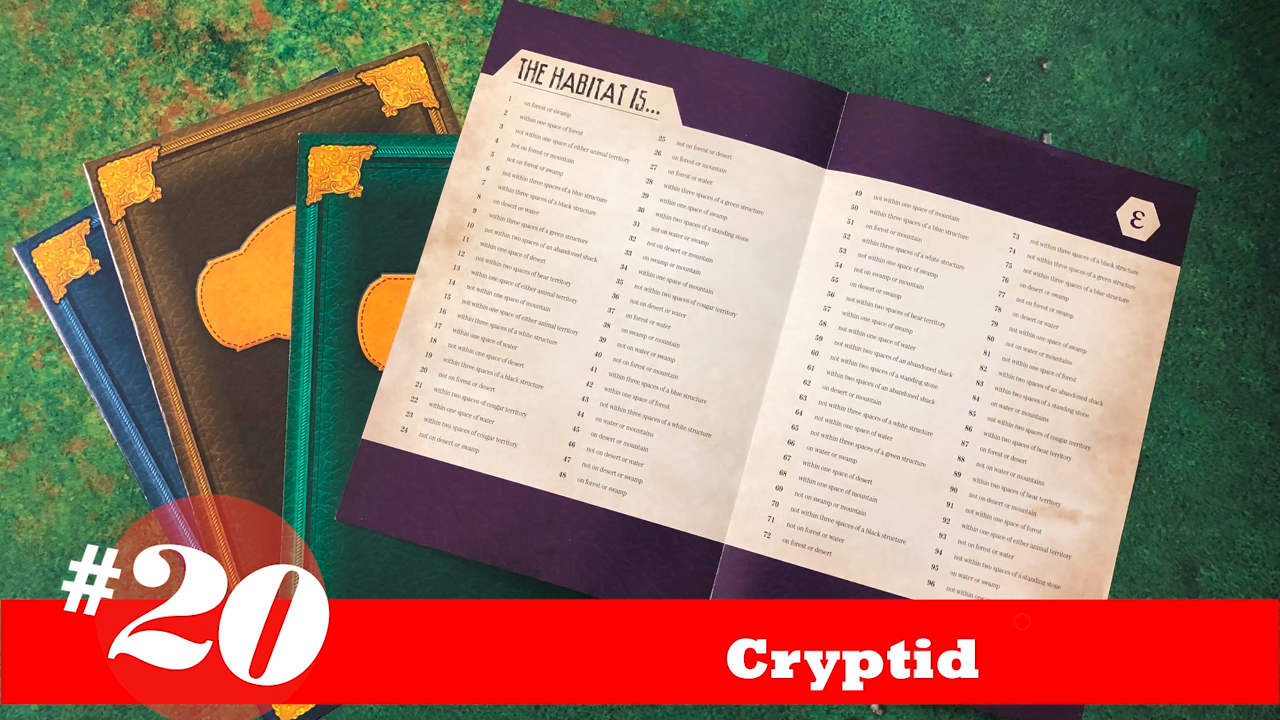 THE HABITAT IS...
1 on forest or swamp
2 within one space of forest
3 not within one space of either animal territory
4 not on forest or mountain
5 not on forest or swamp
6 not within three spaces of a blue structure
7 within three spaces of a black structure
8 on desert or water
9 within three spaces of a green structure
10 not within two spaces of an abandoned shack
11 within one space of desert
12 not within two spaces of bear territory
13 within one space of either animal territory
14 not within one space of mountain
15 not within one space of either animal territory
16 within three spaces of a white structure
17 within one space of water
18 not within one space of desert
19 within three spaces of a black structure
20 not on forest or desert
21 within two spaces of cougar territory
22 within one space of water
23 within two spaces of cougar territory
24 not on desert or swamp
25 not on forest or desert
26 on forest or mountain
27 on forest or water
28 within three spaces of a green structure
29 within one space of swamp
30 within two spaces of a standing stone
31 not on water or swamp
32 not on desert or mountain
33 on swamp or mountain
34 within one space of mountain
35 not within two spaces of cougar territory
36 not on desert or water
37 on forest or water
38 on swamp or mountain
39 not on water or swamp
40 not on forest or mountain
41 within three spaces of a blue structure
42 within one space of forest
43 not within three spaces of a white structure
44 on water or mountains
45 on desert or mountain
46 not on desert or water
47 not on desert or swamp
48 on forest or swamp
ε
49 not within one space of mountain
50 within three spaces of a blue structure
51 on forest or mountain
52 within three spaces of a white structure
53 not within one space of swamp
54 not on swamp or mountain
55 on desert or swamp
56 not within two spaces of bear territory
57 within one space of swamp
58 not within one space of water
59 not within two spaces of an abandoned shack
60 not within two spaces of a standing stone
61 within two spaces of an abandoned shack
62 on desert or mountain
63 not within three spaces of a white structure
64 not within one space of water
65 not within three spaces of a green structure
66 on water or swamp
67 within one space of desert
68 within one space of mountain
69 not on swamp or mountain
70 not within three spaces of a black structure
71 not on forest or water
72 on forest or desert
73 not within three spaces of a black structure
74 not within three spaces of a green structure
75 not within three spaces of a blue structure
76 on desert or swamp
77 not on forest or swamp
78 on desert or water
79 not within one space of swamp
80 not on water or mountains
81 not within one space of forest
82 within two spaces of an abandoned shack
83 within two spaces of a standing stone
84 on water or mountains
85 not within two spaces of cougar territory
86 within two spaces of bear territory
87 on forest or desert
88 not on water or mountains
89 within two spaces of bear territory
90 not on desert or mountain
91 not within one space of forest
92 within one space of either animal territory
93 not on forest or water
94 not within two spaces of a standing stone
95 on water or swamp
96 not within one
#20
Cryptid